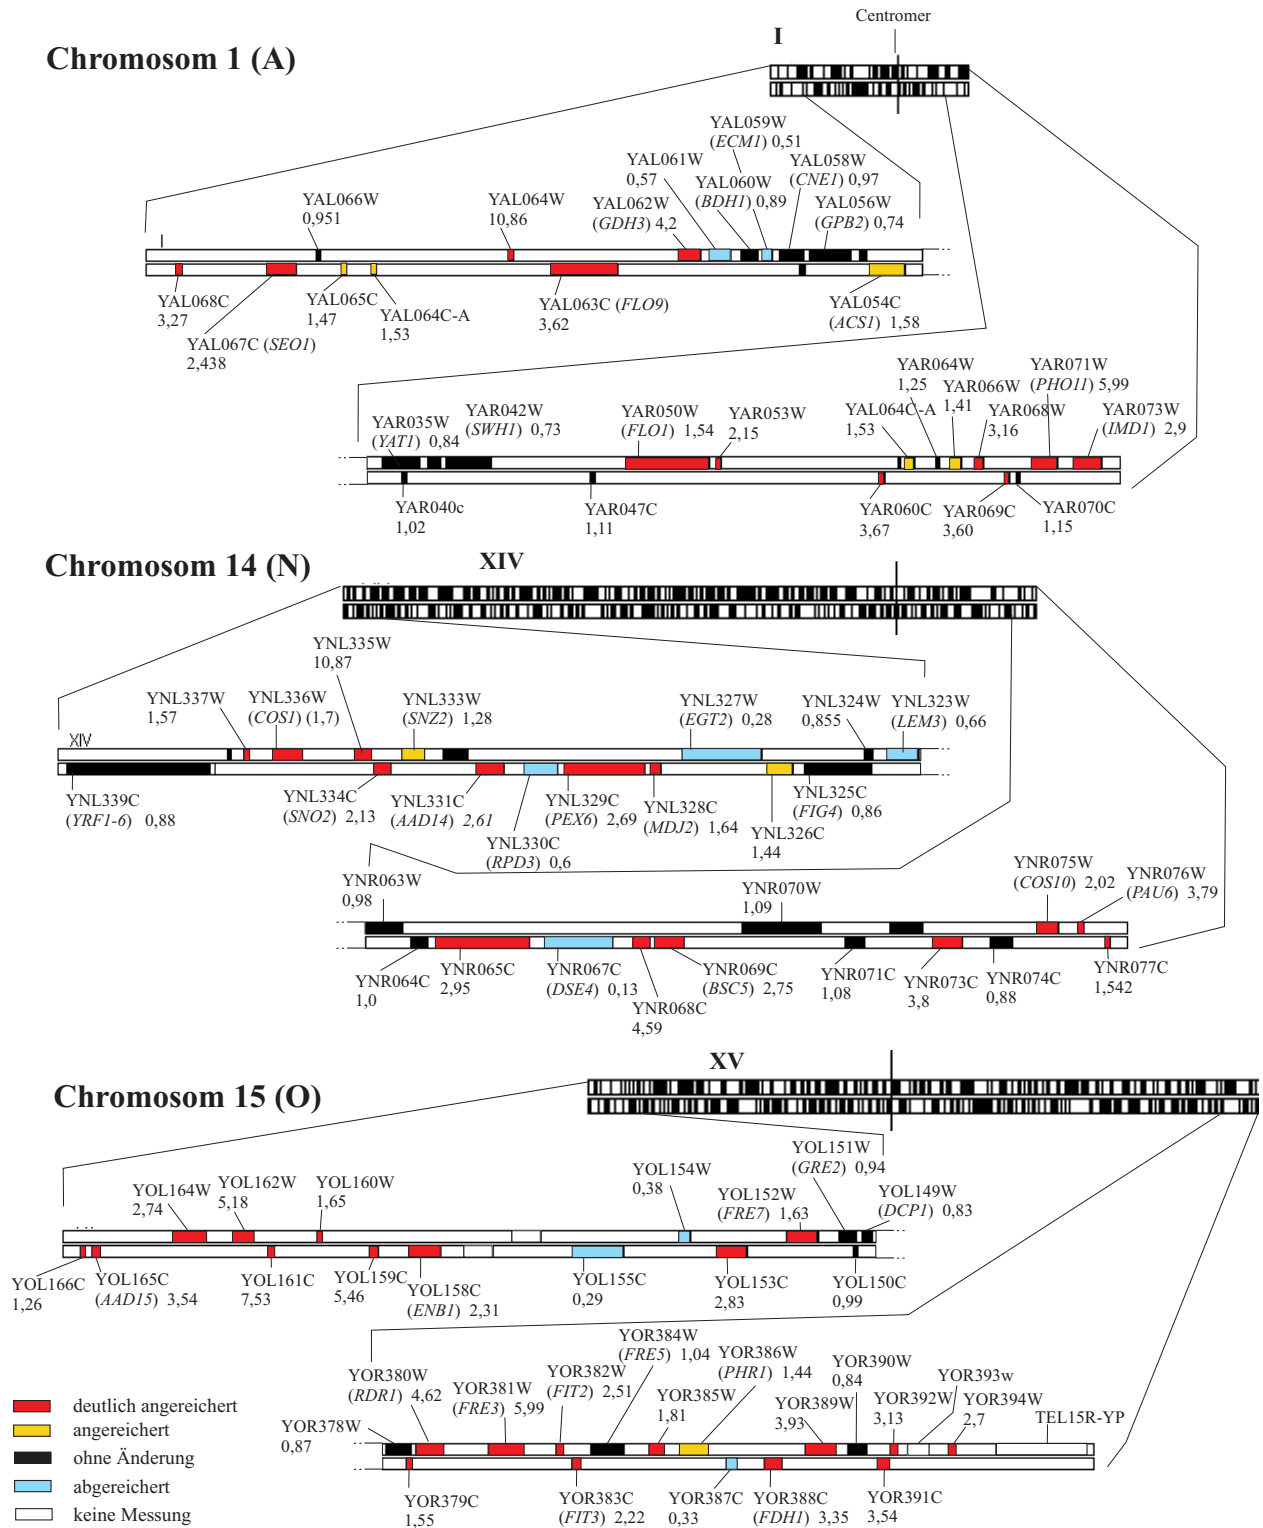 Centromer
I
Chromosom 1 (A)
YAL059W
(ECM1) 0,51
YAL061W
0,57
YAL058W
(CNE1) 0,97
YAL060W
(BDH1) 0,89
YAL066W
0,951
YAL064W
10,86
YAL062W
(GDH3) 4,2
YAL056W
(GPB2) 0,74
I
YAL068C
3,27
YAL067C (SEO1)
2,438
YAL065C
1,47
YAL064C-A
1,53
YAL063C (FLO9)
3,62
YAL054C
(ACS1) 1,58
YAR035W
(YAT1) 0,84
YAR042W
(SWH1) 0,73
YAR050W
(FLO1) 1,54
YAR053W
2,15
YAL064C-A
1,53
YAR064W
1,25
YAR066W
1,41
YAR068W
3,16
YAR071W
(PHO11) 5,99
YAR073W
(IMD1) 2,9
YAR040c
1,02
YAR047C
1,11
YAR060C
3,67
YAR069C
3,60
YAR070C
1,15
Chromosom 14 (N)
XIV
YNL337W
1,57
YNL336W
(COS1) (1,7)
YNL335W
10,87
YNL333W
(SNZ2) 1,28
YNL327W
(EGT2) 0,28
YNL324W
0,855
YNL323W
(LEM3) 0,66
XIV
YNL339C
(YRF1-6) 0,88
YNL334C
(SNO2) 2,13
YNL331C
(AAD14) 2,61
YNL330C
(RPD3) 0,6
YNL329C
(PEX6) 2,69
YNL328C
(MDJ2) 1,64
YNL326C
1,44
YNL325C
(FIG4) 0,86
YNR063W
0,98
YNR070W
1,09
YNR075W
(COS10) 2,02
YNR076W
(PAU6) 3,79
YNR064C
1,0
YNR065C
2,95
YNR067C
(DSE4) 0,13
YNR068C
4,59
YNR069C
(BSC5) 2,75
YNR071C
1,08
YNR073C
3,8
YNR074C
0,88
YNR077C
1,542
XV
Chromosom 15 (O)
YOL164W
2,74
YOL162W
5,18
YOL160W
1,65
YOL154W
0,38
YOL152W
(FRE7) 1,63
YOL151W
(GRE2) 0,94
YOL149W
(DCP1) 0,83
YOL166C
1,26
YOL165C
(AAD15) 3,54
YOL161C
7,53
YOL159C
5,46
YOL158C
(ENB1) 2,31
YOL155C
0,29
YOL153C
2,83
YOL150C
0,99
YOR378W
0,87
YOR380W
(RDR1) 4,62
YOR381W
(FRE3) 5,99
YOR382W
(FIT2) 2,51
YOR384W
(FRE5) 1,04
YOR385W
1,81
YOR386W
(PHR1) 1,44
YOR389W
3,93
YOR390W
0,84
YOR392W
3,13
YOR393w
YOR394W
2,7
TEL15R-YP
YOR379C
1,55
YOR383C
(FIT3) 2,22
YOR387C
0,33
YOR388C
(FDH1) 3,35
YOR391C
3,54
deutlich angereichert
angereichert
ohne Änderung
abgereichert
keine Messung